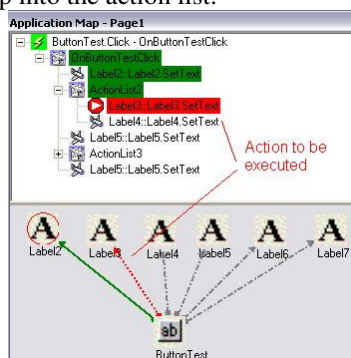 p into the action list.
Application Map - Page1
ButtonTest.Click - OnButtonTestClick
OnButtonTestClick
Label2::Label2.SetText
ActionList2
Label3::Label3.SetText
Label4::Label4.SetText
Label5::Label5.SetText
ActionList3
Label5::Label5.SetText
Action to be
executed
A A A A A A
Label2 Label3 Label4 Label5 Label6 Label7
ab
ButtonTest